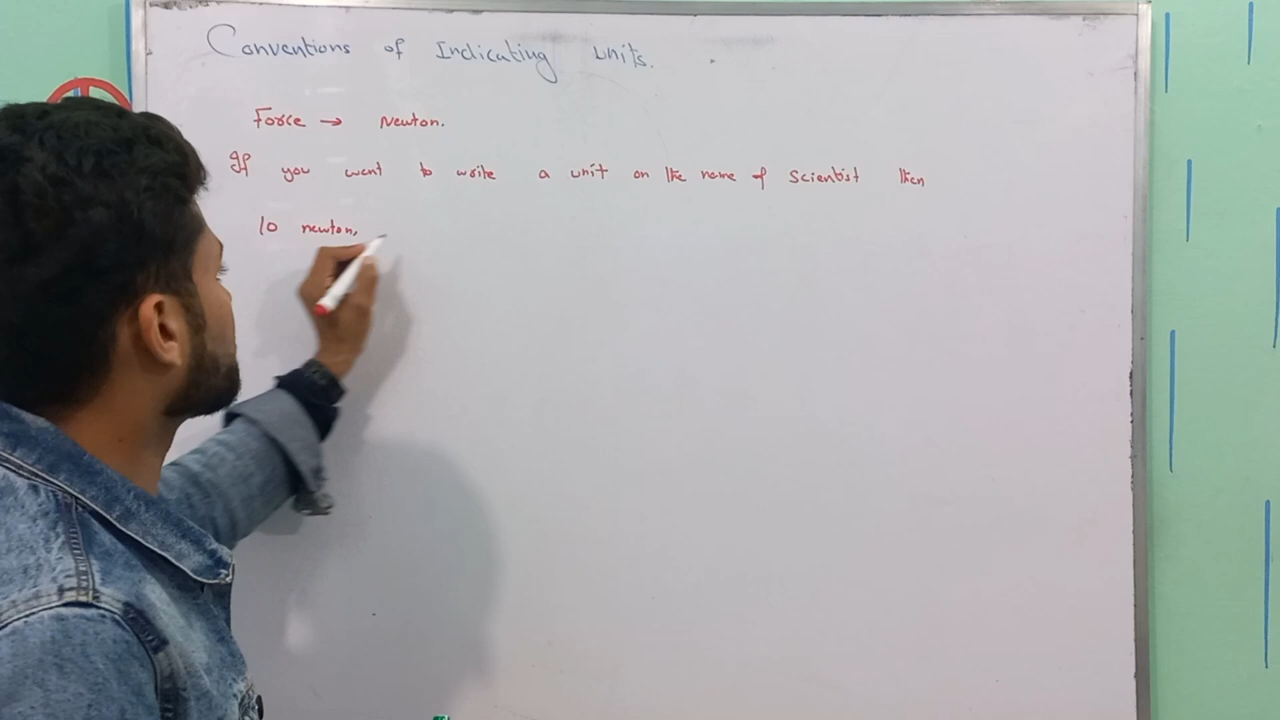 Conventions of Indicating units.
Force → Newton.
If you want to write a unit on the name of scientist then
10 newton,